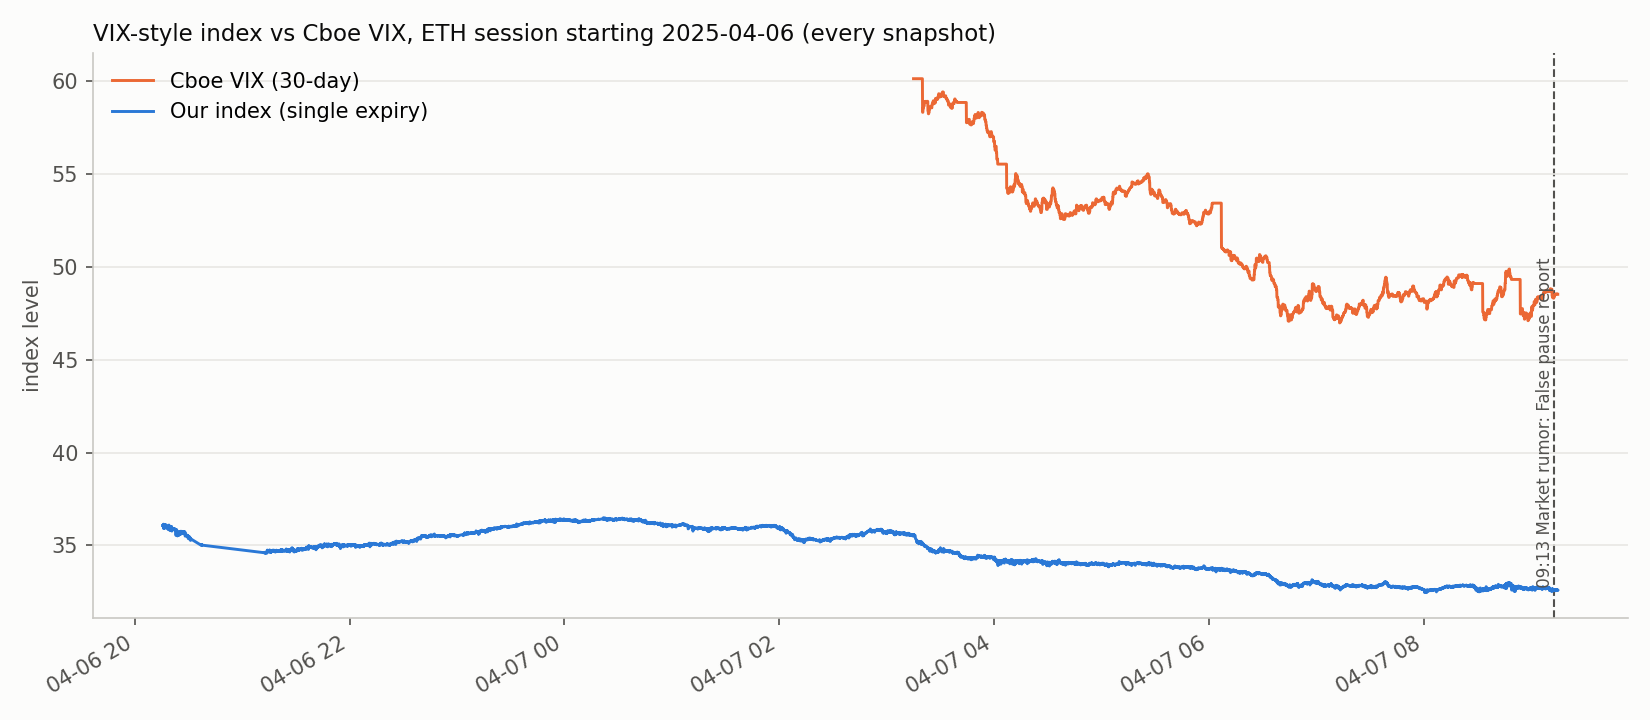 VIX-style index vs Cboe VIX, ETH session starting 2025-04-06 (every snapshot)
Cboe VIX (30-day)
Our index (single expiry)
index level
60
55
50
45
40
35
09:13 Market rumor: False pause report
04-06 20
04-06 22
04-07 00
04-07 02
04-07 04
04-07 06
04-07 08